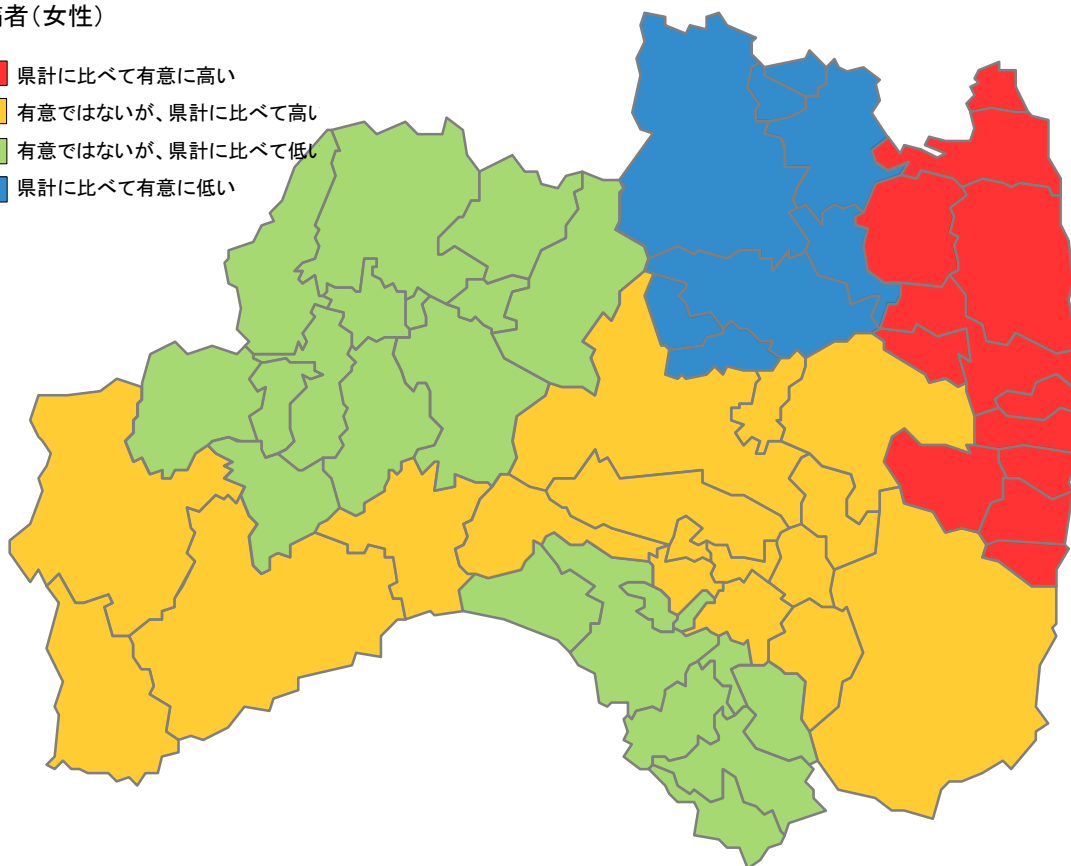 者（女性）
県計に比べて有意に高い
有意ではないが、県計に比べて高い
有意ではないが、県計に比べて低い
県計に比べて有意に低い